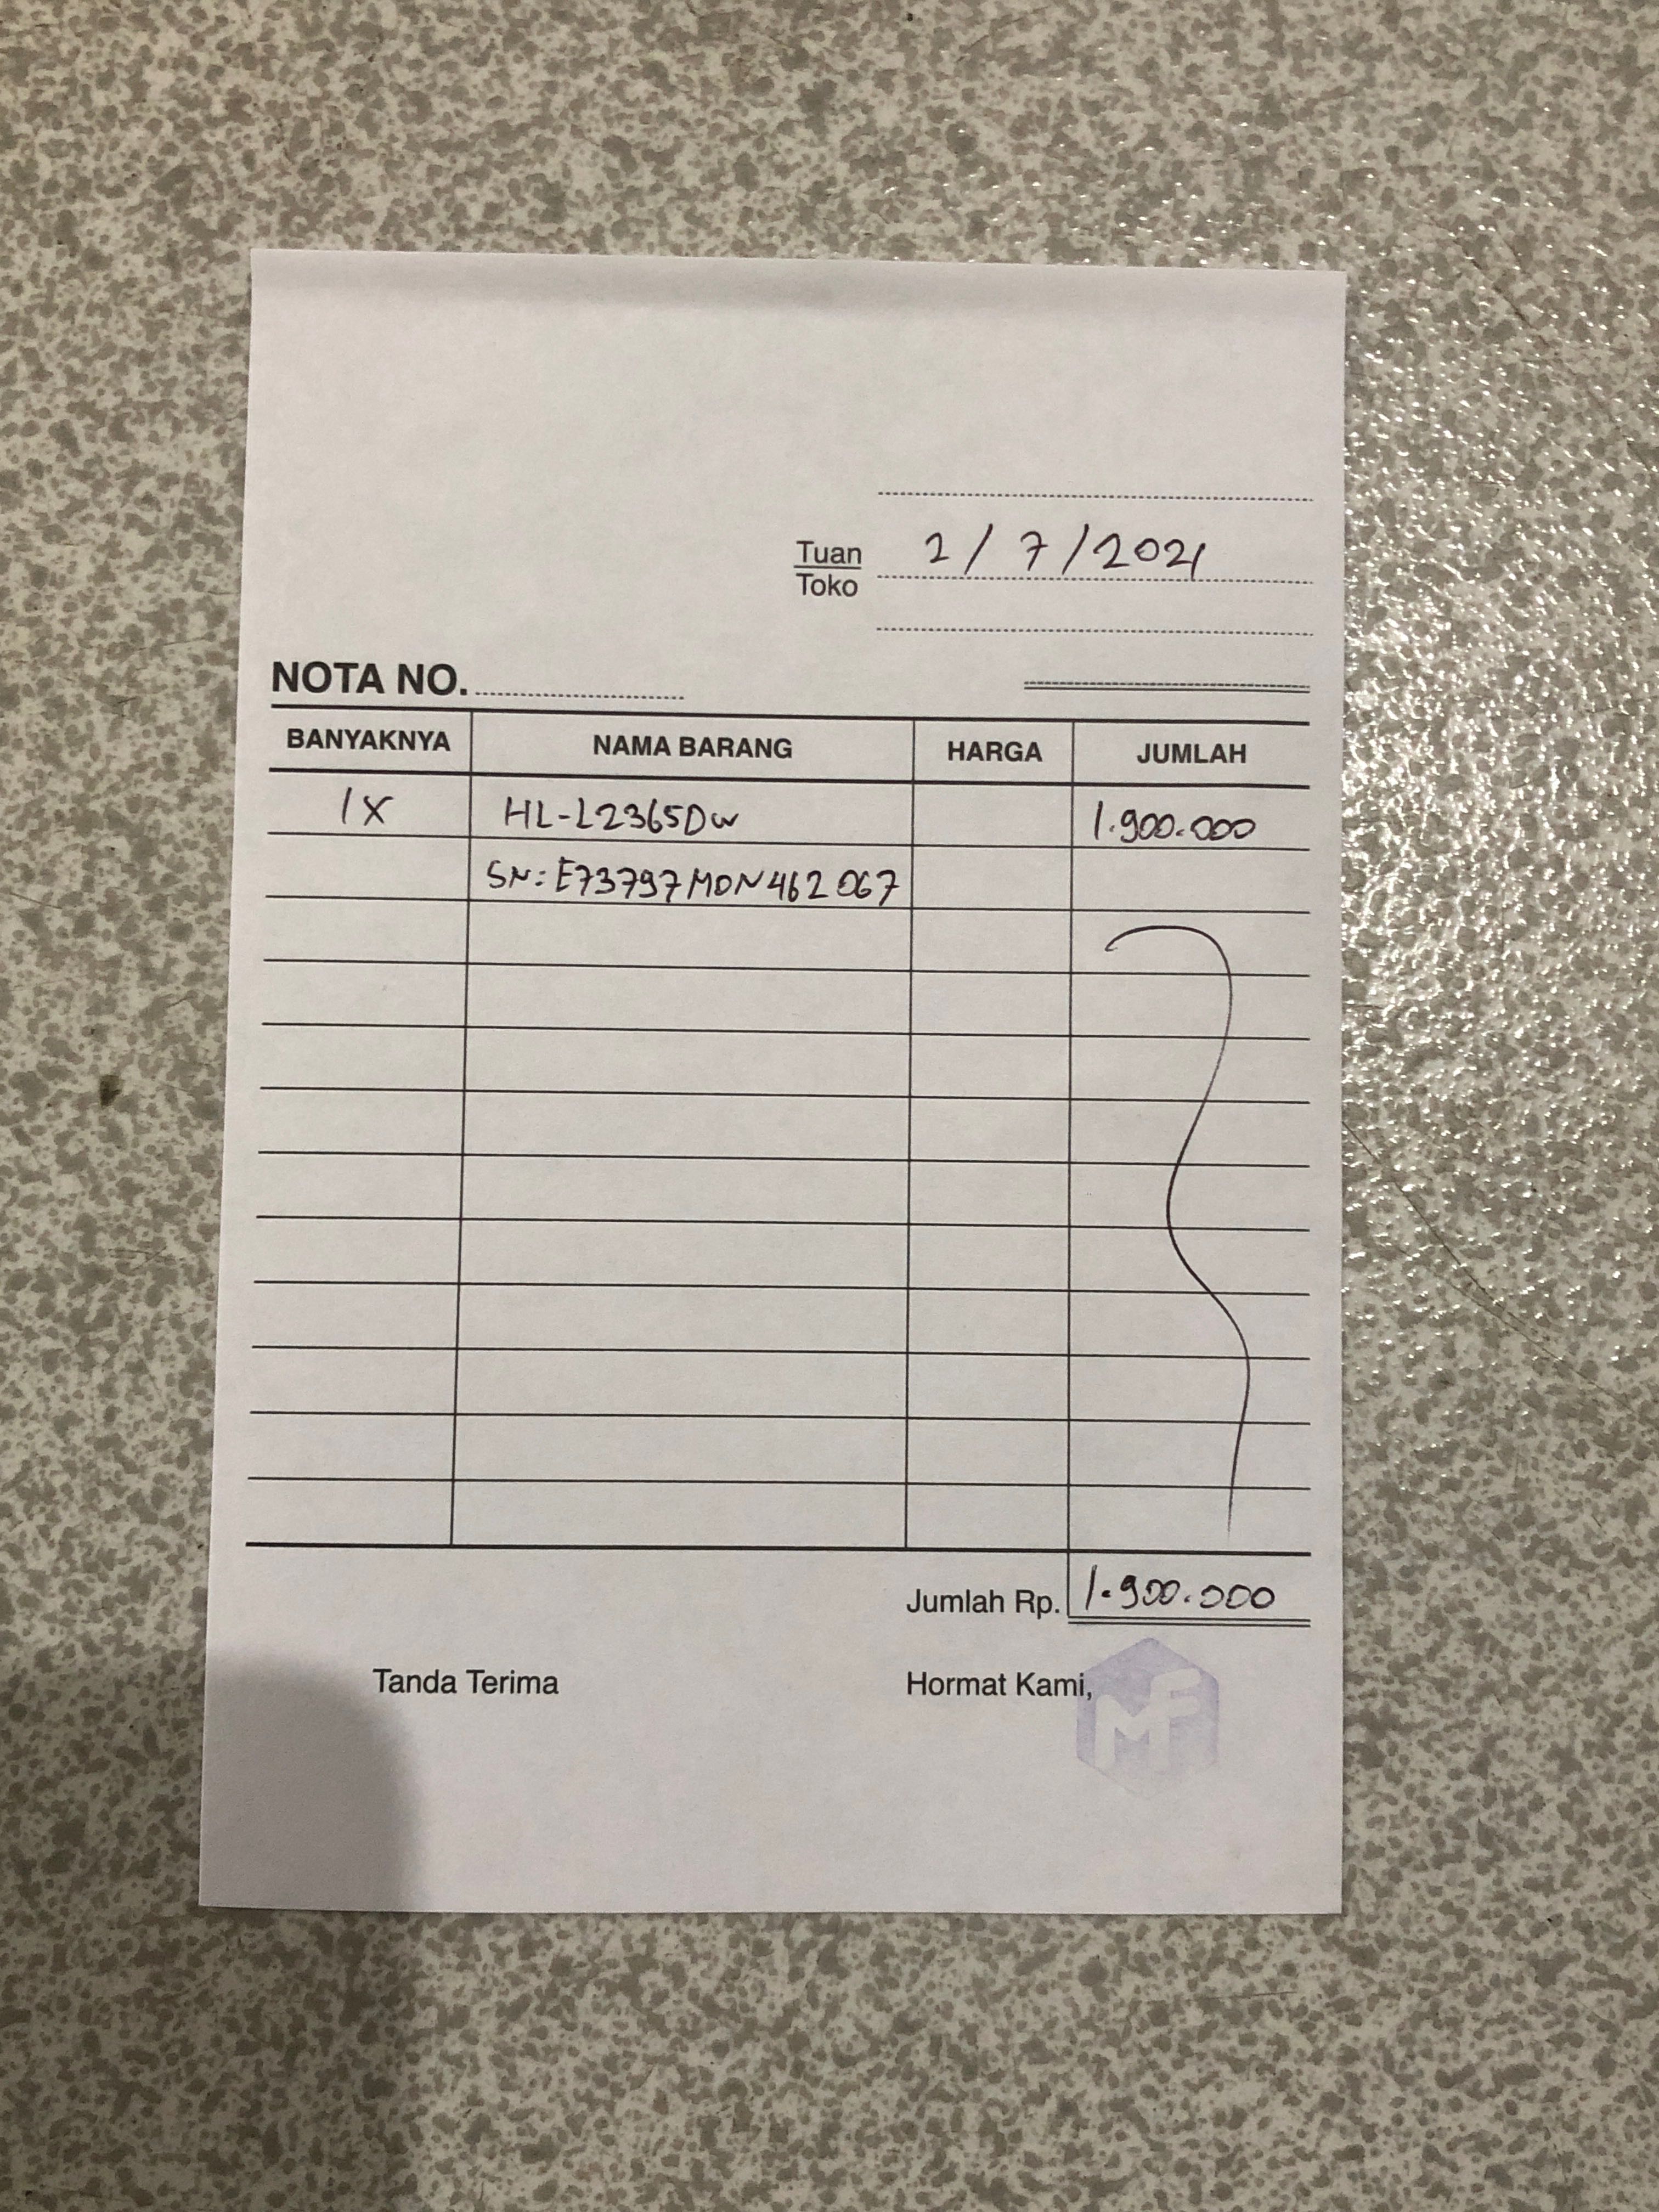 Tuan
Toko
2/7/2021
NOTA NO.
BANYAKNYA NAMA BARANG HARGA JUMLAH
1X HL-L2365DW 1.900.000
SN: E73797M0N462067
Jumlah Rp. 1.900.000
Tanda Terima Hormat Kami,
MF